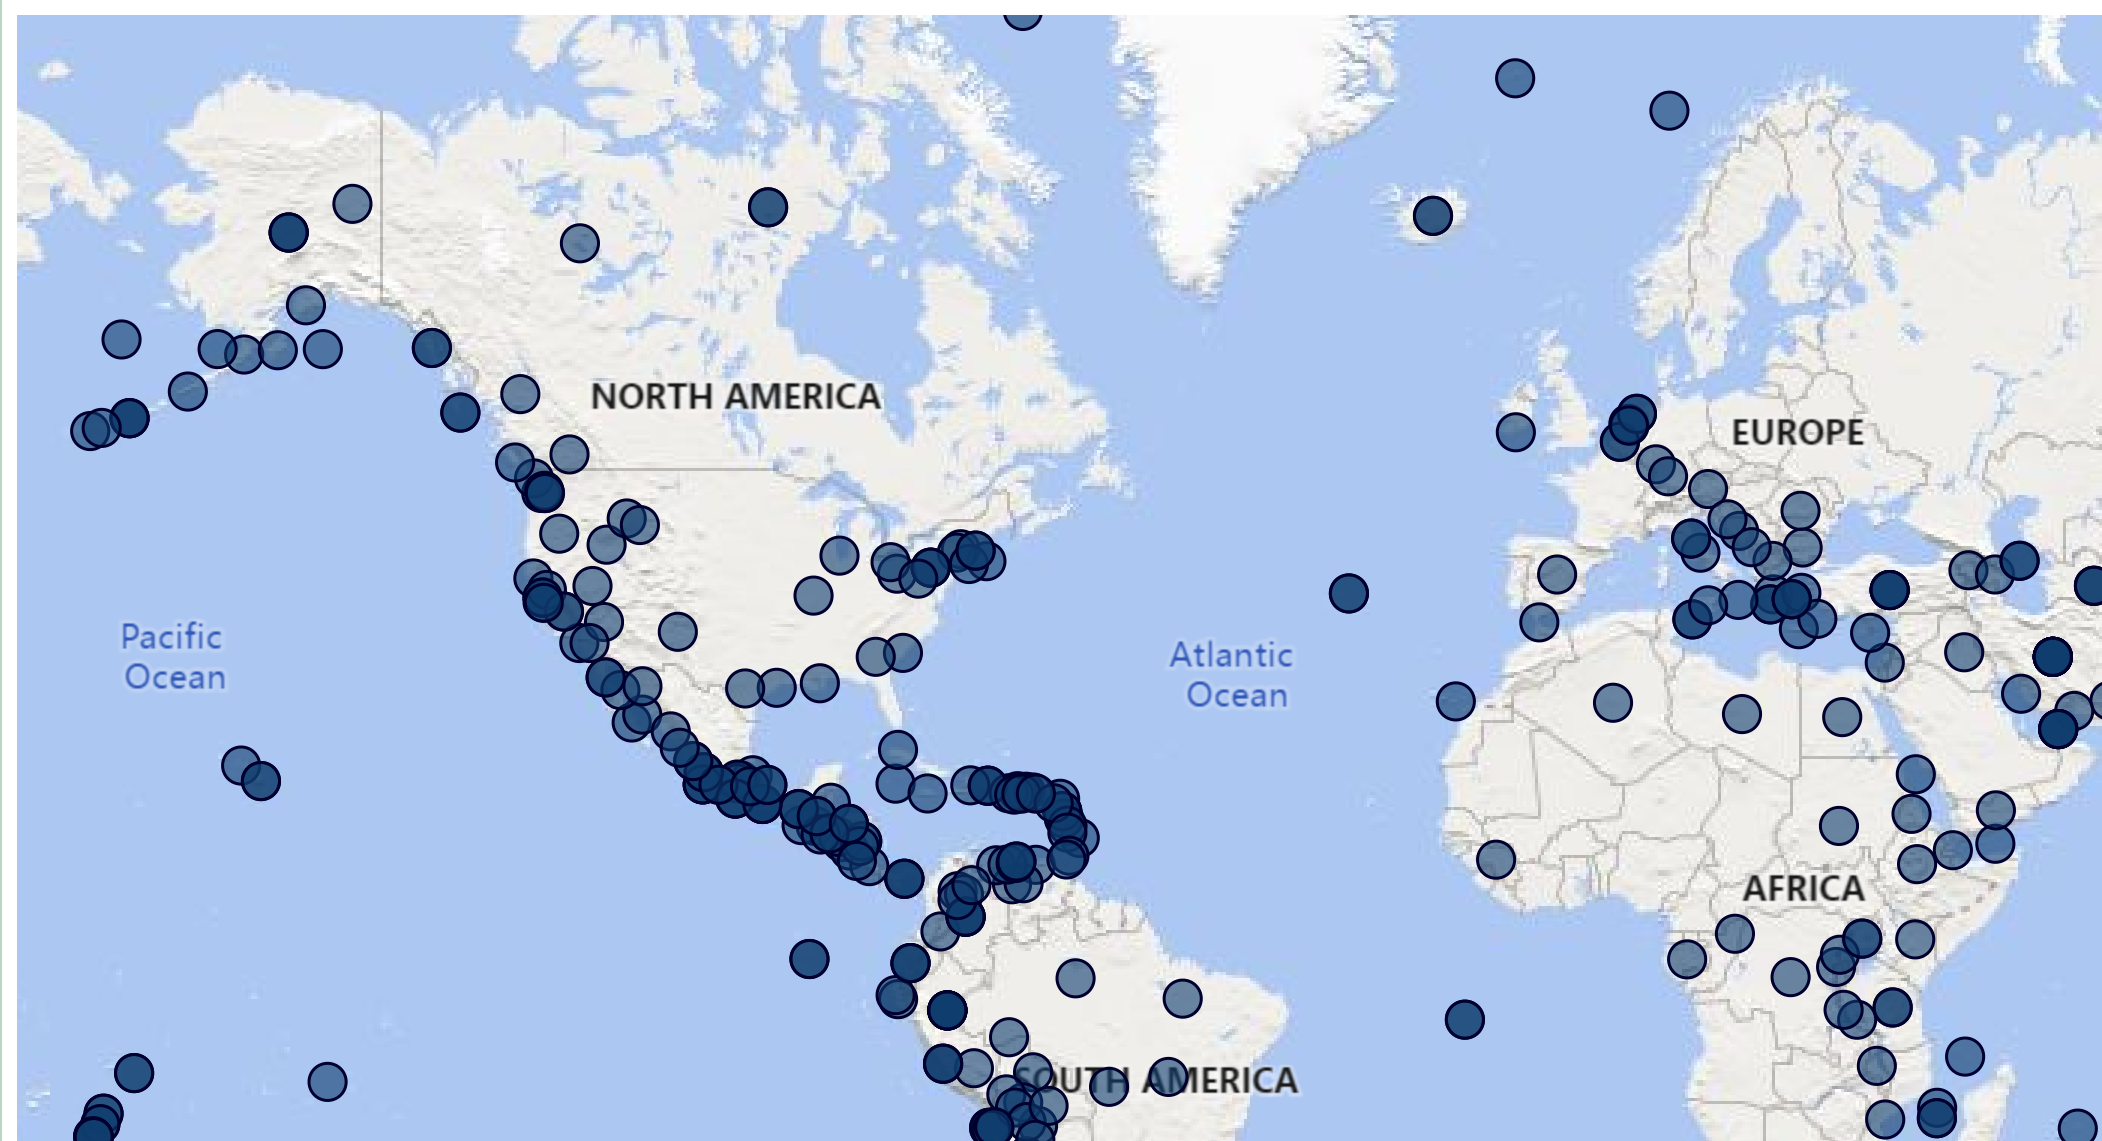 NORTH AMERICA
EUROPE
Pacific
Ocean
Atlantic
Ocean
AFRICA
SOUTH AMERICA